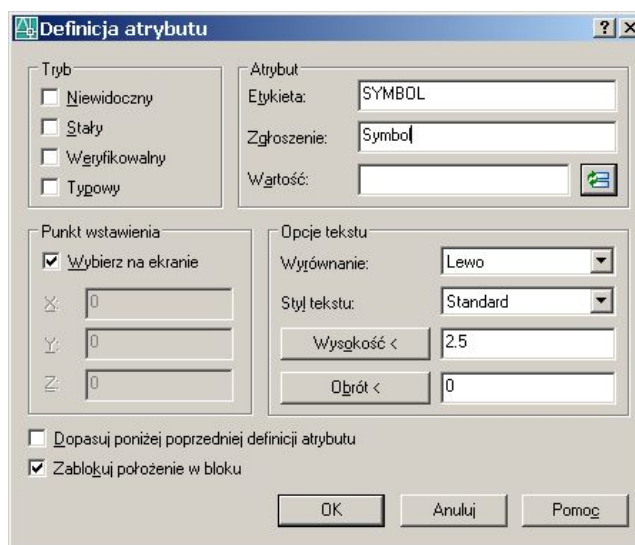 Definicja atrybutu
Tryb
Niewidoczny
Stały
Weryfikowalny
Typowy
Atrybut
Etykieta: SYMBOL
Zgłoszenie: Symbol
Wartość:
Punkt wstawienia
Wybierz na ekranie
X: 0
Y: 0
Z: 0
Opcje tekstu
Wyrównanie: Lewo
Styl tekstu: Standard
Wysokość < 2.5
Obrót < 0
Dopasuj poniżej poprzedniej definicji atrybutu
Zablokuj położenie w bloku
OK Anuluj Pomoc